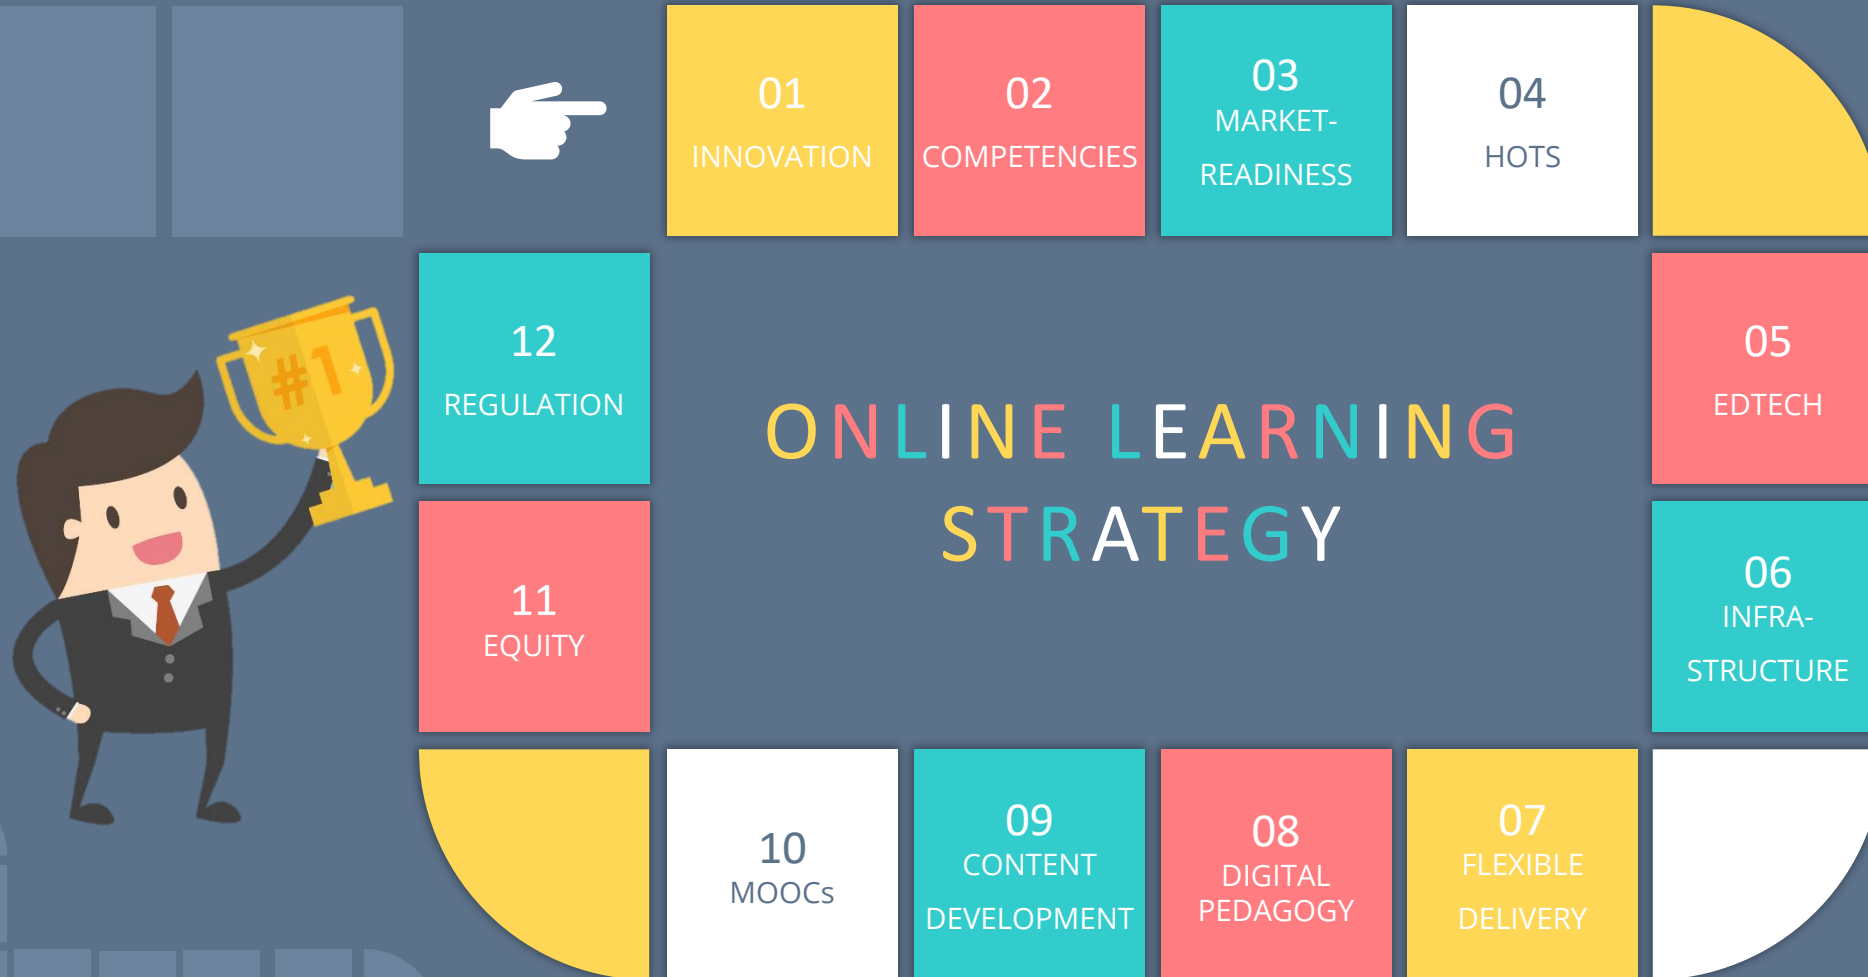 01
INNOVATION
02
COMPETENCIES
03
MARKET-
READINESS
04
HOTS
05
EDTECH
06
INFRA-
STRUCTURE
07
FLEXIBLE
DELIVERY
08
DIGITAL
PEDAGOGY
09
CONTENT
DEVELOPMENT
10
MOOCs
11
EQUITY
12
REGULATION
#1
ONLINE LEARNING
STRATEGY